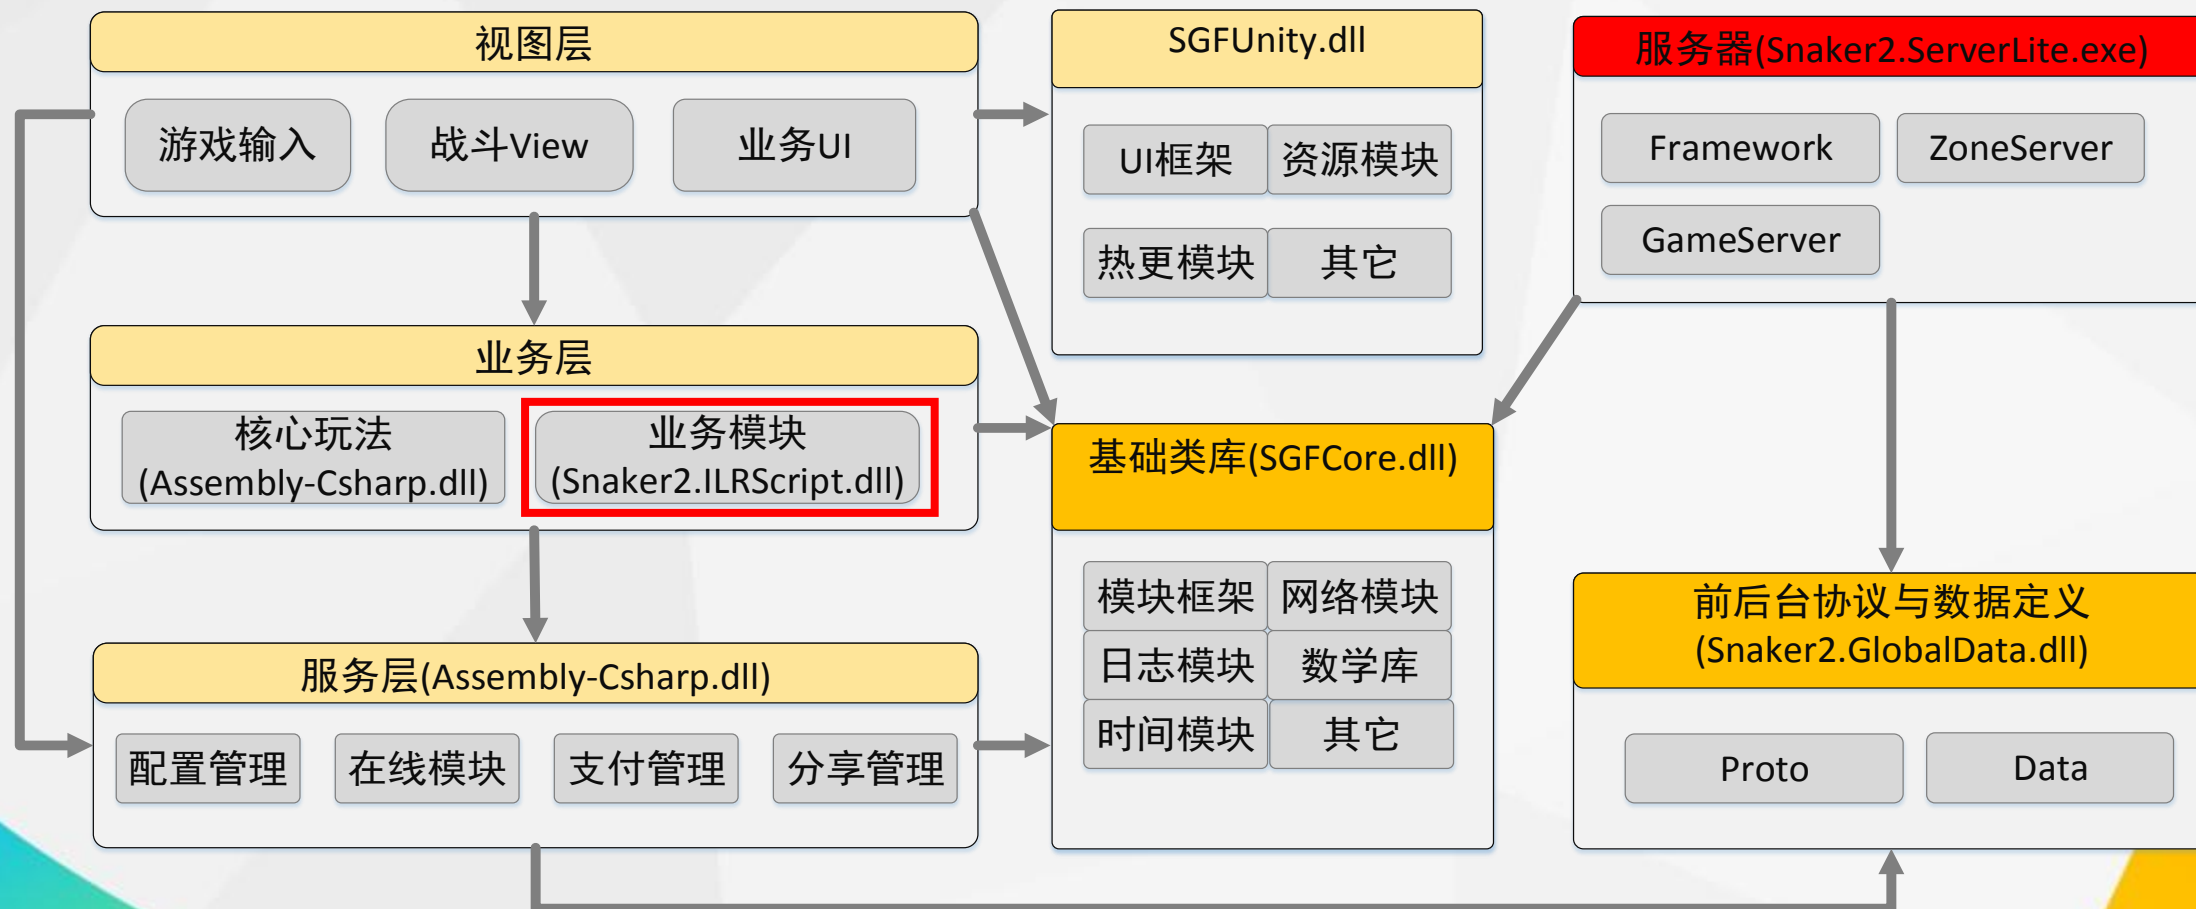 视图层
游戏输入
战斗View
业务UI
业务层
核心玩法
(Assembly-Csharp.dll)
业务模块
(Snaker2.ILRScript.dll)
服务层(Assembly-Csharp.dll)
配置管理
在线模块
支付管理
分享管理
SGFUnity.dll
UI框架
资源模块
热更模块
其它
基础类库(SGFCore.dll)
模块框架
网络模块
日志模块
数学库
时间模块
其它
服务器(Snaker2.ServerLite.exe)
Framework
ZoneServer
GameServer
前后台协议与数据定义
(Snaker2.GlobalData.dll)
Proto
Data